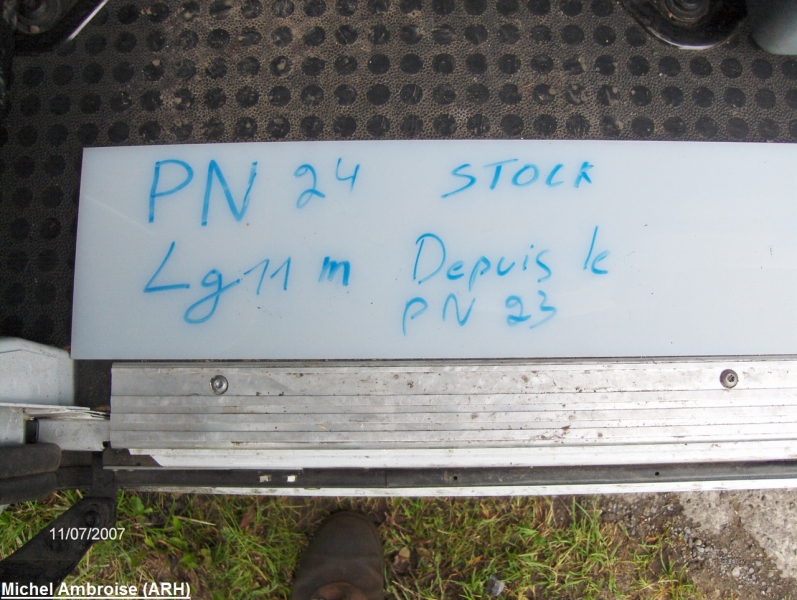 PN 24 STOCK
Lg 11 m Depuis le
PN 23
11/07/2007
Michel Ambroise (ARH)